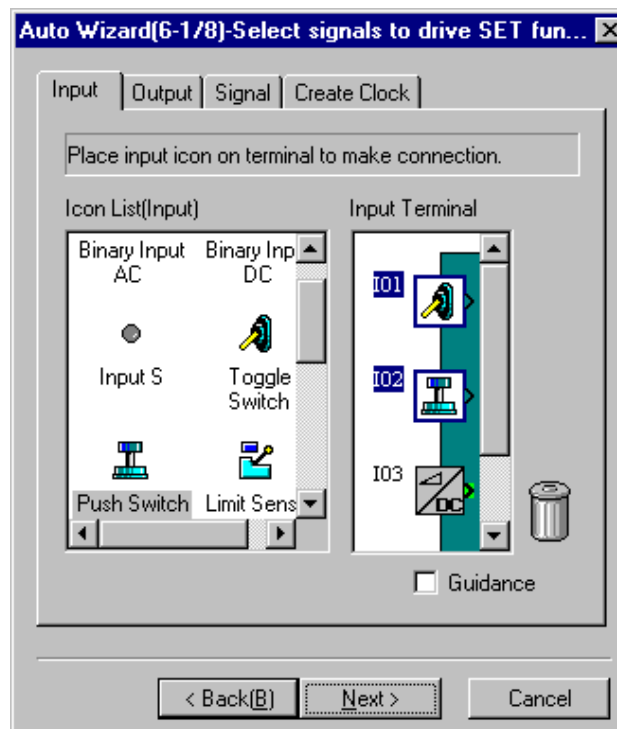 Auto Wizard(6-1/8)-Select signals to drive SET fun...
Input Output Signal Create Clock
Place input icon on terminal to make connection.
Icon List(Input)
Input Terminal
Binary Input
AC
Binary Inp
DC
Input S
Toggle
Switch
Push Switch
Limit Sens
I01
I02
I03
DC
Guidance
< Back(B)
Next >
Cancel